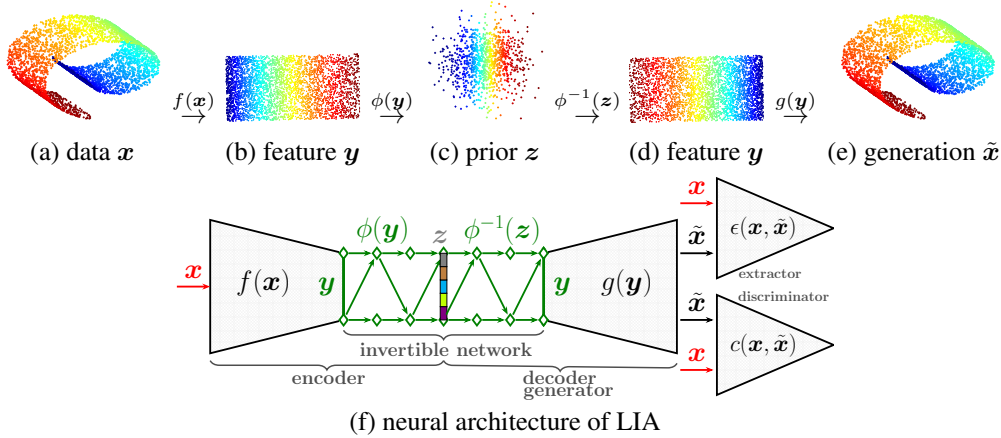 f(x) ϕ(y) ϕ⁻¹(z) g(y)
(a) data x (b) feature y (c) prior z (d) feature y (e) generation x̃
x
ϕ(y) z ϕ⁻¹(z) x̃ ϵ(x, x̃)
x f(x) y y g(y) extractor
x̃ discriminator
invertible network c(x, x̃)
encoder decoder x
generator
(f) neural architecture of LIA